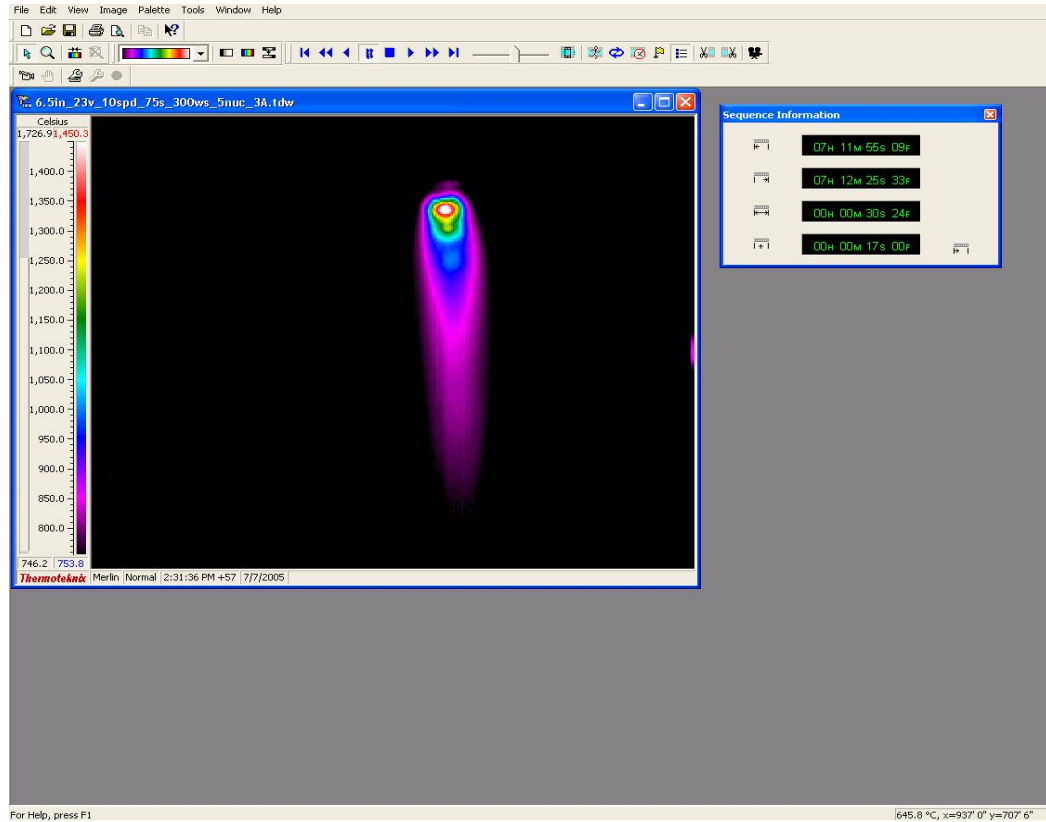 File Edit View Image Palette Tools Window Help
6.5in_23v_10spd_75s_300ws_5nuc_3A.tdw
Celsius
1,726.9 1,450.3
1,400.0
1,350.0
1,300.0
1,250.0
1,200.0
1,150.0
1,100.0
1,050.0
1,000.0
950.0
900.0
850.0
800.0
746.2 753.8
Thermoteknix Merlin Normal 2:31:36 PM +57 7/7/2005
Sequence Information
07H 11M 55S 09F
07H 12M 25S 33F
00H 00M 30S 24F
00H 00M 17S 00F
For Help, press F1
645.8 °C, x=937' 0" y=707' 6"